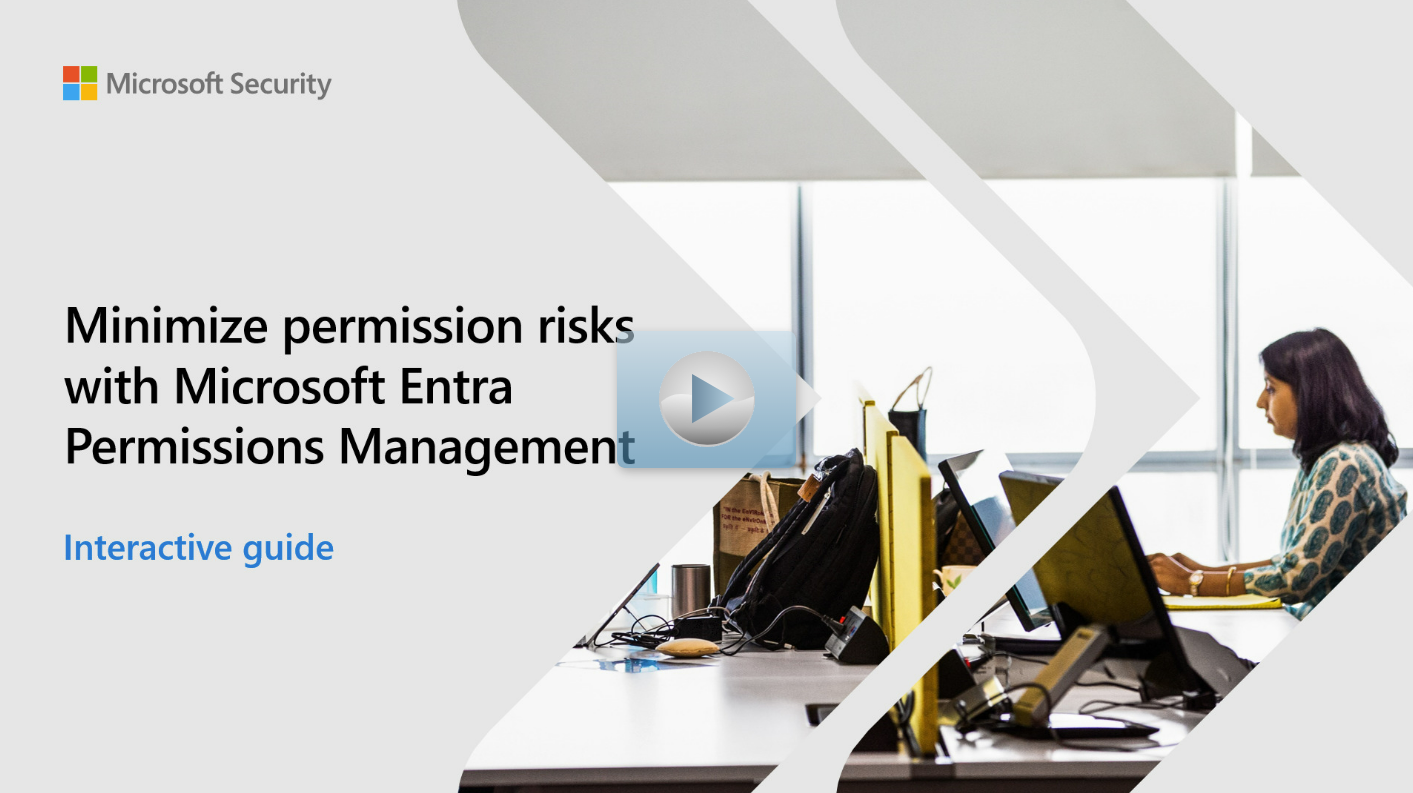 Microsoft Security
Minimize permission risks
with Microsoft Entra
Permissions Management
Interactive guide